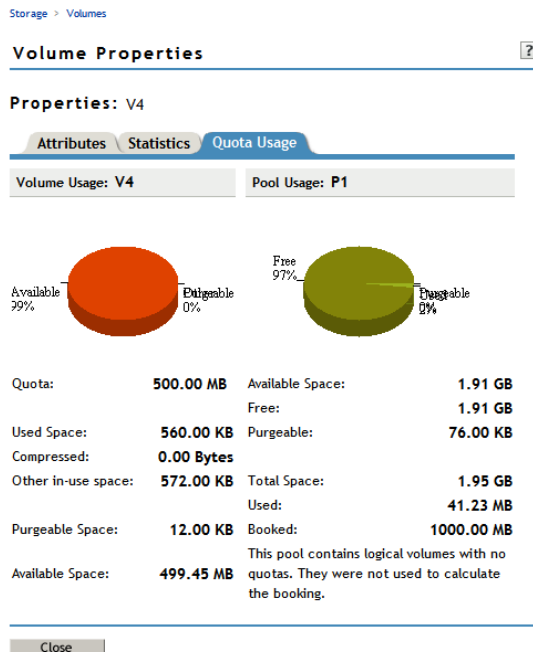 Storage > Volumes
Volume Properties
?
Properties: V4
Attributes
Statistics
Quota Usage
Volume Usage: V4
Pool Usage: P1
Available
99%
Purgeable
0%
Free
97%
Purgeable
Quota: 500.00 MB
Used Space: 560.00 KB
Compressed: 0.00 Bytes
Other in-use space: 572.00 KB
Purgeable Space: 12.00 KB
Available Space: 499.45 MB
Available Space: 1.91 GB
Free: 1.91 GB
Purgeable: 76.00 KB
Total Space: 1.95 GB
Used: 41.23 MB
Booked: 1000.00 MB
This pool contains logical volumes with no
quotas. They were not used to calculate
the booking.
Close